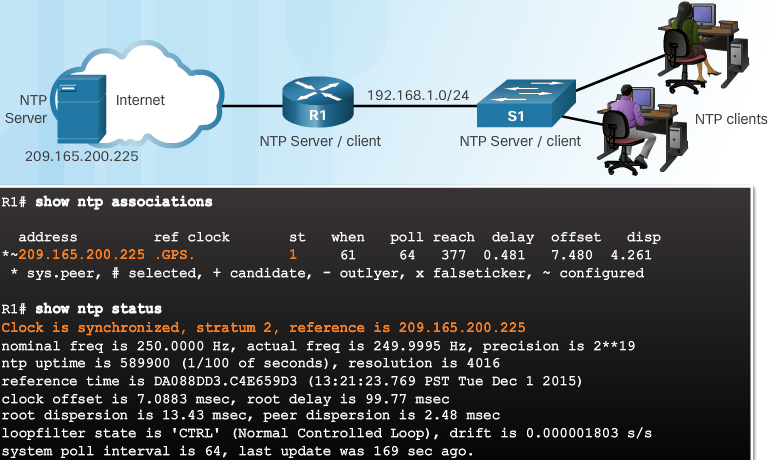 NTP
Server
Internet
209.165.200.225
R1
NTP Server / client
192.168.1.0/24
S1
NTP Server / client
NTP clients
R1# show ntp associations
address ref clock st when poll reach delay offset disp
*~209.165.200.225 .GPS. 1 61 64 377 0.481 7.480 4.261
* sys.peer, # selected, + candidate, - outlyer, x falseticker, ~ configured
R1# show ntp status
Clock is synchronized, stratum 2, reference is 209.165.200.225
nominal freq is 250.0000 Hz, actual freq is 249.9995 Hz, precision is 2**19
ntp uptime is 589900 (1/100 of seconds), resolution is 4016
reference time is DA088DD3.C4E659D3 (13:21:23.769 PST Tue Dec 1 2015)
clock offset is 7.0883 msec, root delay is 99.77 msec
root dispersion is 13.43 msec, peer dispersion is 2.48 msec
loopfilter state is 'CTRL' (Normal Controlled Loop), drift is 0.000001803 s/s
system poll interval is 64, last update was 169 sec ago.